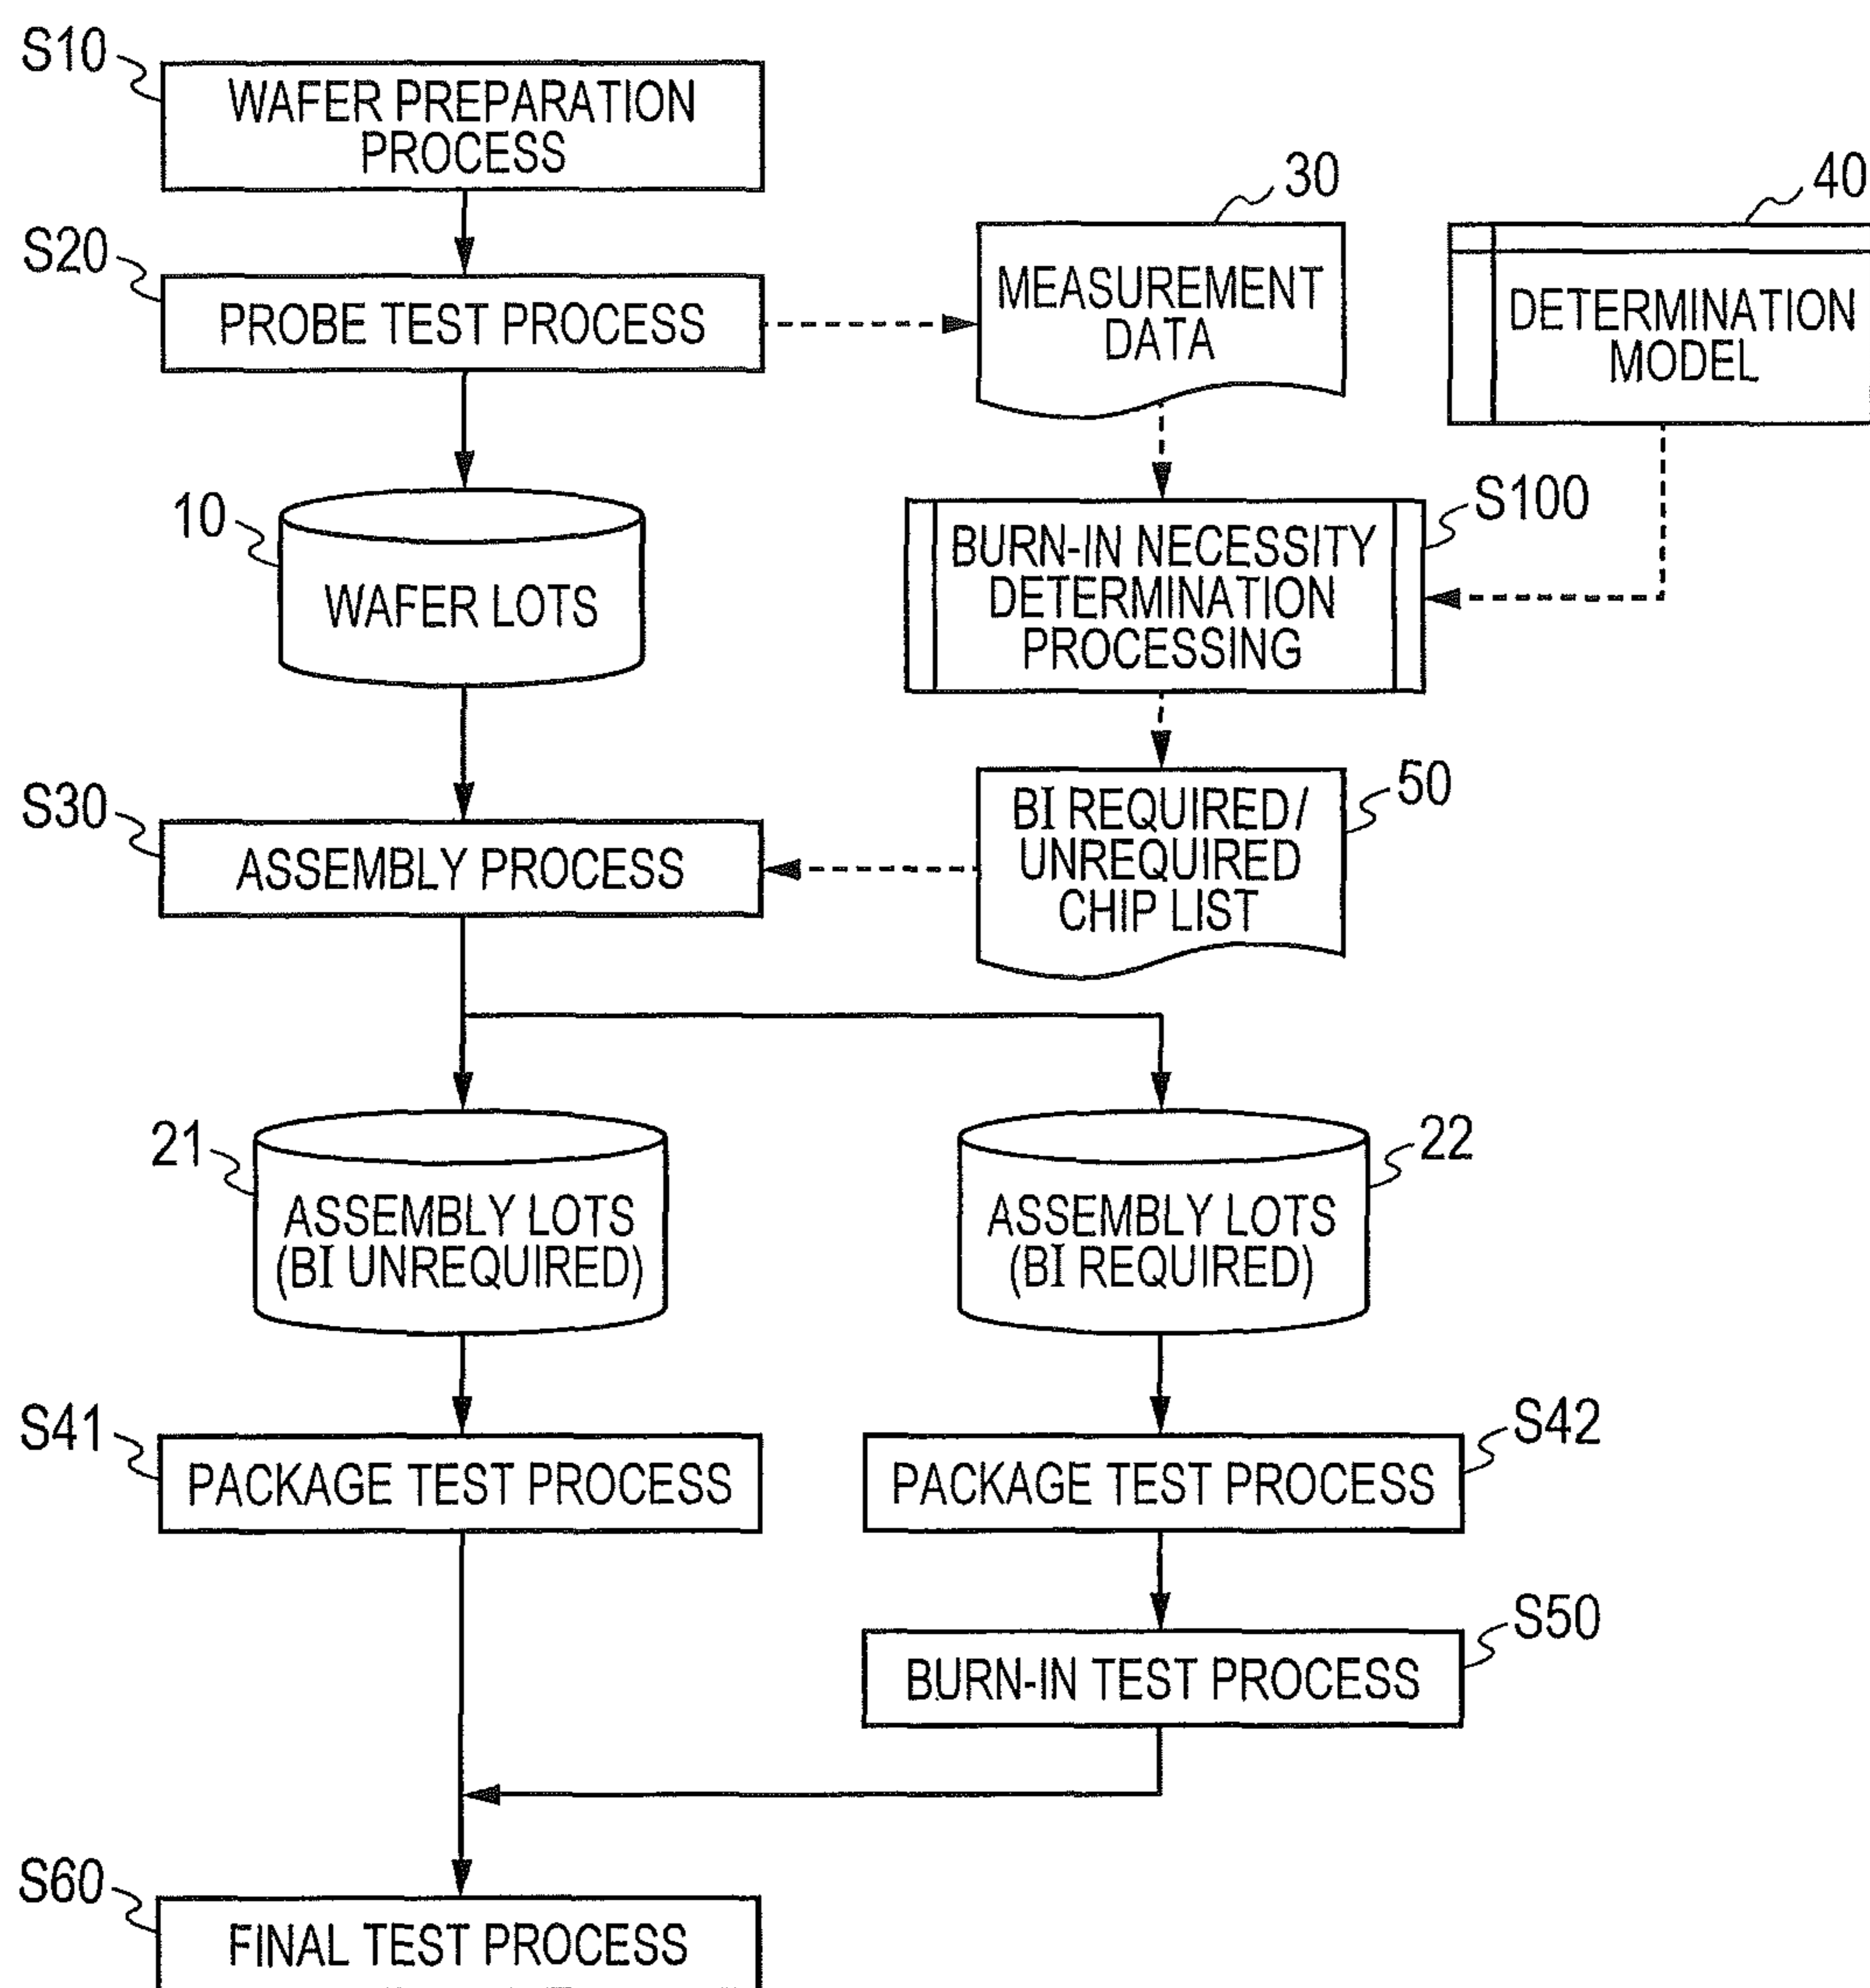 S10
WAFER PREPARATION
PROCESS
30
40
S20
PROBE TEST PROCESS
MEASUREMENT
DATA
DETERMINATION
MODEL
10
WAFER LOTS
S100
BURN-IN NECESSITY
DETERMINATION
PROCESSING
S30
ASSEMBLY PROCESS
50
BI REQUIRED/
UNREQUIRED
CHIP LIST
21
ASSEMBLY LOTS
(BI UNREQUIRED)
22
ASSEMBLY LOTS
(BI REQUIRED)
S41
PACKAGE TEST PROCESS
S42
PACKAGE TEST PROCESS
S50
BURN-IN TEST PROCESS
S60
FINAL TEST PROCESS